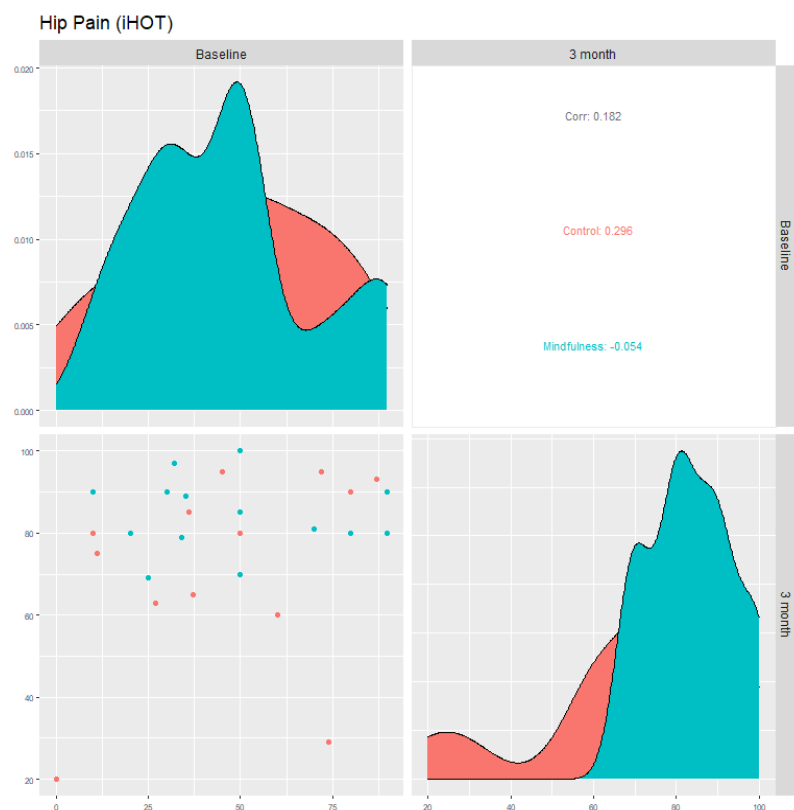 Hip Pain (iHOT)
Baseline
3 month
0.020
0.015
0.010
0.005
0.000
Corr: 0.182
Control: 0.296
Mindfulness: -0.054
Baseline
100
80
60
40
20
3 month
0
25
50
75
20
40
60
80
100